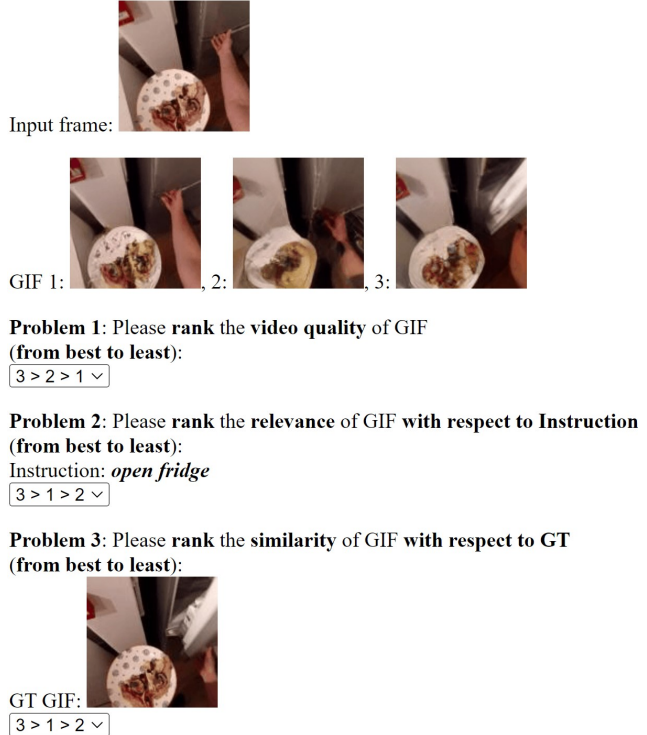 Input frame:
GIF 1: , 2: , 3:
Problem 1: Please rank the video quality of GIF
(from best to least):
3 > 2 > 1
Problem 2: Please rank the relevance of GIF with respect to Instruction
(from best to least):
Instruction: open fridge
3 > 1 > 2
Problem 3: Please rank the similarity of GIF with respect to GT
(from best to least):
GT GIF:
3 > 1 > 2